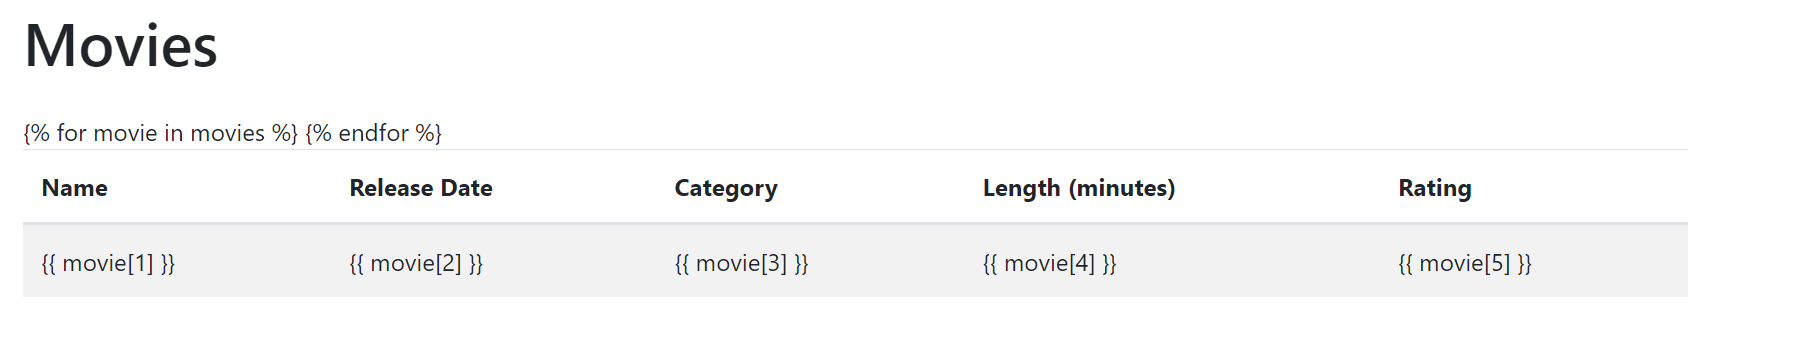 Movies
{% for movie in movies %} {% endfor %}
Name Release Date Category Length (minutes) Rating
{{ movie[1] }} {{ movie[2] }} {{ movie[3] }} {{ movie[4] }} {{ movie[5] }}